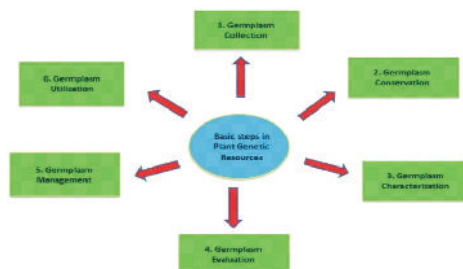 1. Germplasm
Collection
2. Germplasm
Conservation
3. Germplasm
Characterization
4. Germplasm
Evaluation
5. Germplasm
Management
6. Germplasm
Utilisation
Basic steps in
Plant Genetic
Resources